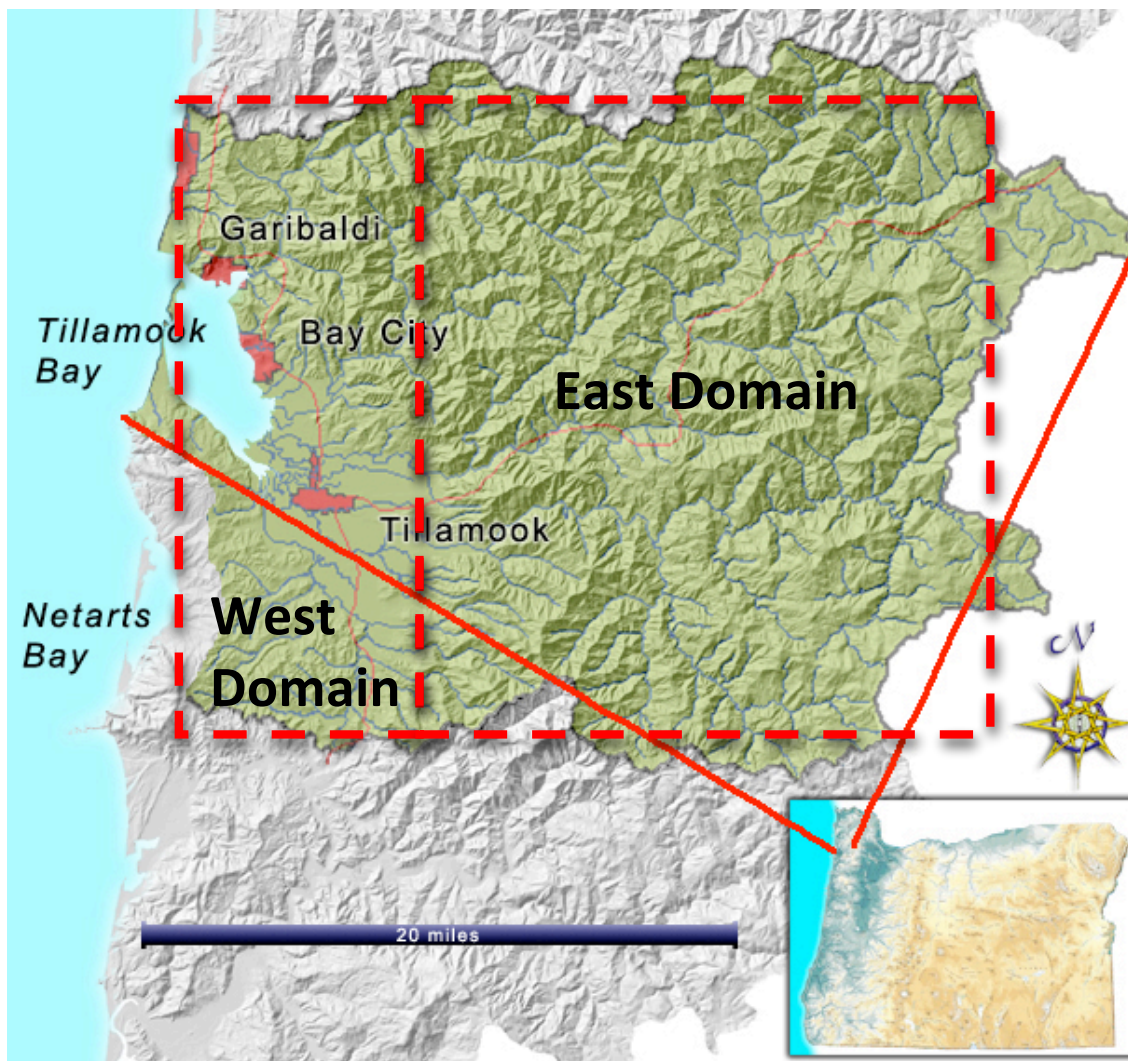 Garibaldi
Tillamook
Bay
Bay City
East Domain
Tillamook
West
Domain
Netarts
Bay
N
20 miles